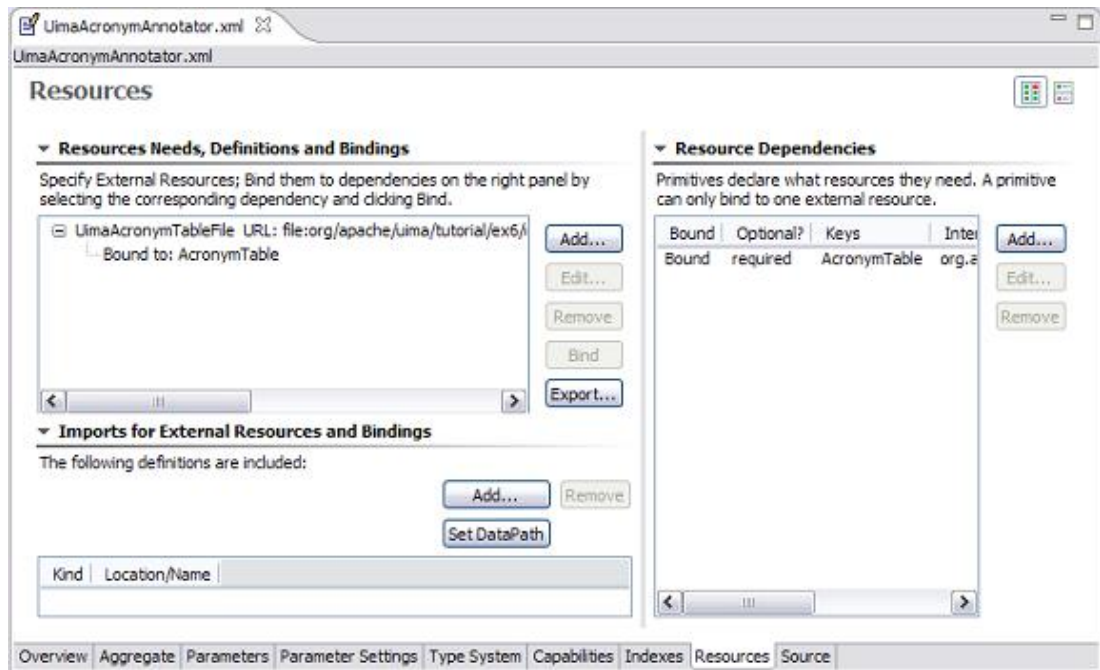 UimaAcronymAnnotator.xml
UimaAcronymAnnotator.xml
Resources
Resources Needs, Definitions and Bindings
Specify External Resources; Bind them to dependencies on the right panel by
selecting the corresponding dependency and clicking Bind.
UimaAcronymTableFile URL: file:org/apache/uima/tutorial/ex6/
Bound to: AcronymTable
Add...
Edit...
Remove
Bind
Export...
Imports for External Resources and Bindings
The following definitions are included:
Add... Remove
Set DataPath
Kind Location/Name
Resource Dependencies
Primitives declare what resources they need. A primitive
can only bind to one external resource.
Bound Optional? Keys Inter
Bound required AcronymTable org.a
Add...
Edit...
Remove
Overview Aggregate Parameters Parameter Settings Type System Capabilities Indexes Resources Source